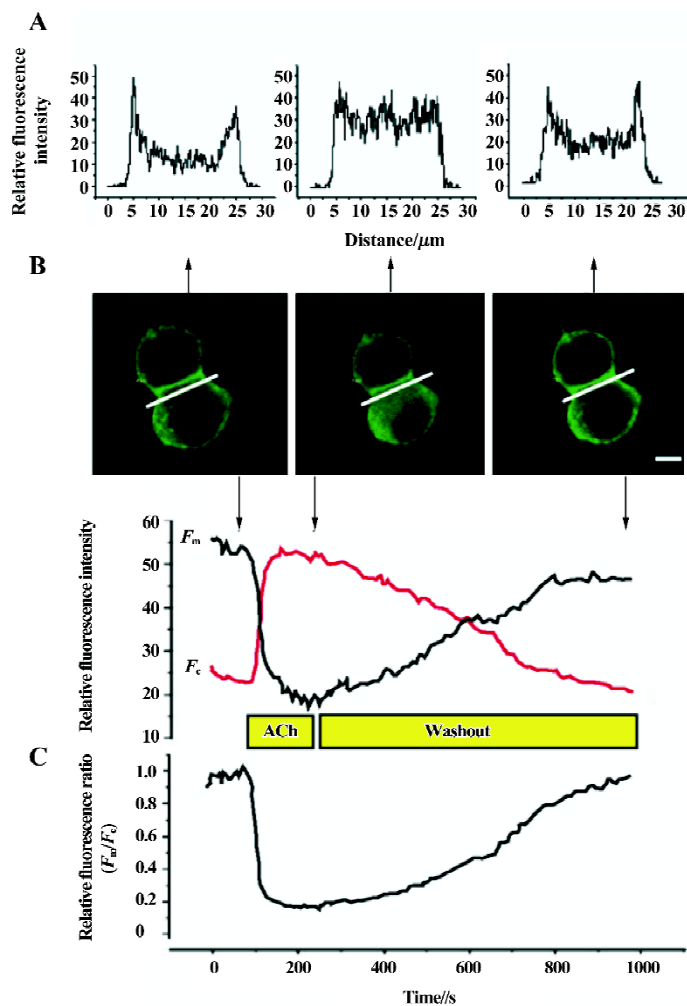 A
Relative fluorescence
intensity
50
40
30
20
10
0
0 5 10 15 20 25 30
50
40
30
20
10
0
0 5 10 15 20 25 30
50
40
30
20
10
0
0 5 10 15 20 25 30
Distance/μm
B
Relative fluorescence intensity
60
50
40
30
20
10
Fm
Fc
ACh
Washout
C
Relative fluorescence ratio
(Fm/Fc)
1.0
0.8
0.6
0.4
0.2
0
0 200 400 600 800 1000
Time//s